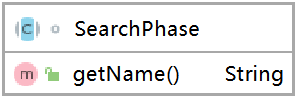 C SearchPhase
m getName() String